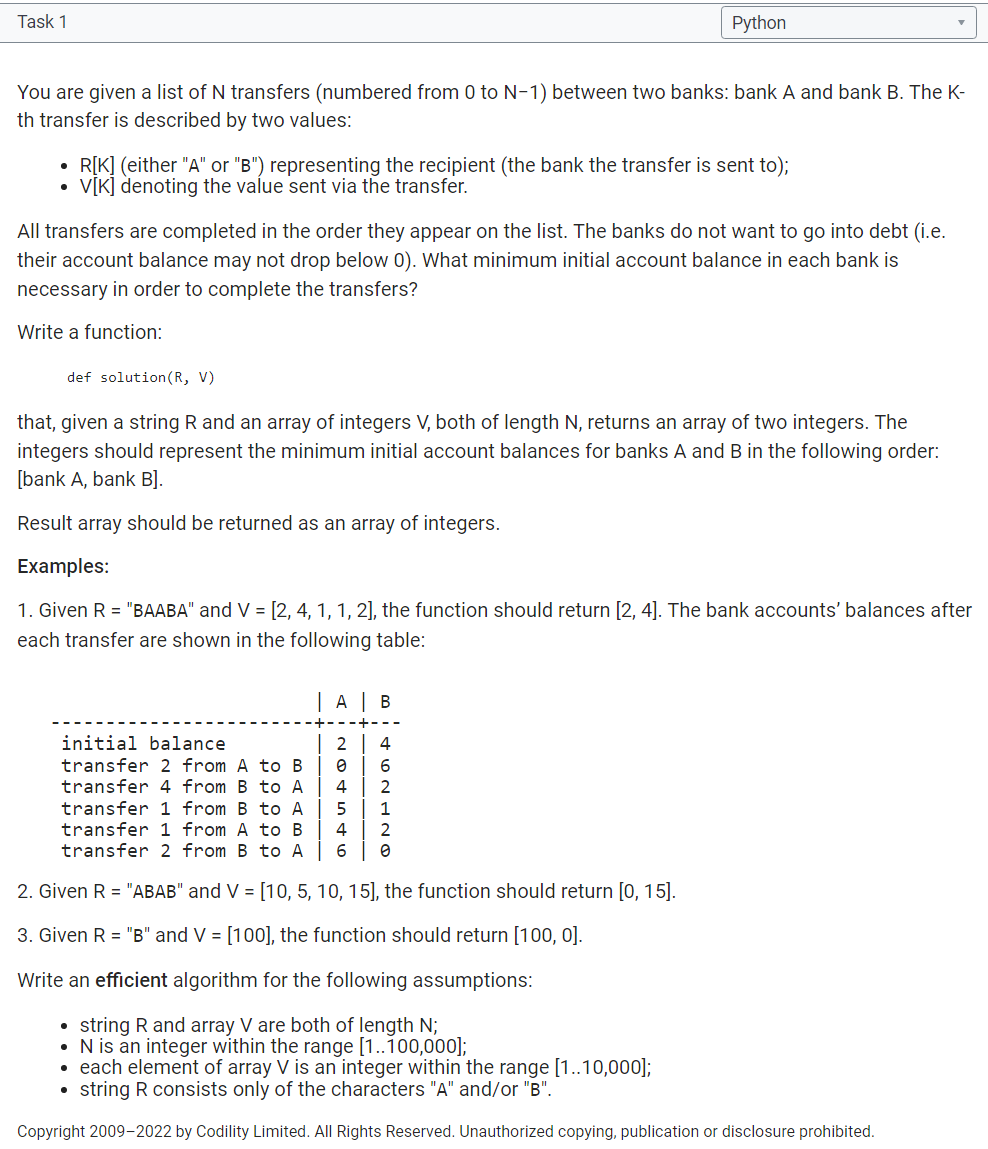 Task 1
Python
You are given a list of N transfers (numbered from 0 to N−1) between two banks: bank A and bank B. The K-
th transfer is described by two values:
• R[K] (either "A" or "B") representing the recipient (the bank the transfer is sent to);
• V[K] denoting the value sent via the transfer.
All transfers are completed in the order they appear on the list. The banks do not want to go into debt (i.e.
their account balance may not drop below 0). What minimum initial account balance in each bank is
necessary in order to complete the transfers?
Write a function:
def solution(R, V)
that, given a string R and an array of integers V, both of length N, returns an array of two integers. The
integers should represent the minimum initial account balances for banks A and B in the following order:
[bank A, bank B].
Result array should be returned as an array of integers.
Examples:
1. Given R = "BAABA" and V = [2, 4, 1, 1, 2], the function should return [2, 4]. The bank accounts’ balances after
each transfer are shown in the following table:
| A | B
------------------------+---+---
initial balance | 2 | 4
transfer 2 from A to B | 0 | 6
transfer 4 from B to A | 4 | 2
transfer 1 from B to A | 5 | 1
transfer 1 from A to B | 4 | 2
transfer 2 from B to A | 6 | 0
2. Given R = "ABAB" and V = [10, 5, 10, 15], the function should return [0, 15].
3. Given R = "B" and V = [100], the function should return [100, 0].
Write an efficient algorithm for the following assumptions:
• string R and array V are both of length N;
• N is an integer within the range [1..100,000];
• each element of array V is an integer within the range [1..10,000];
• string R consists only of the characters "A" and/or "B".
Copyright 2009–2022 by Codility Limited. All Rights Reserved. Unauthorized copying, publication or disclosure prohibited.